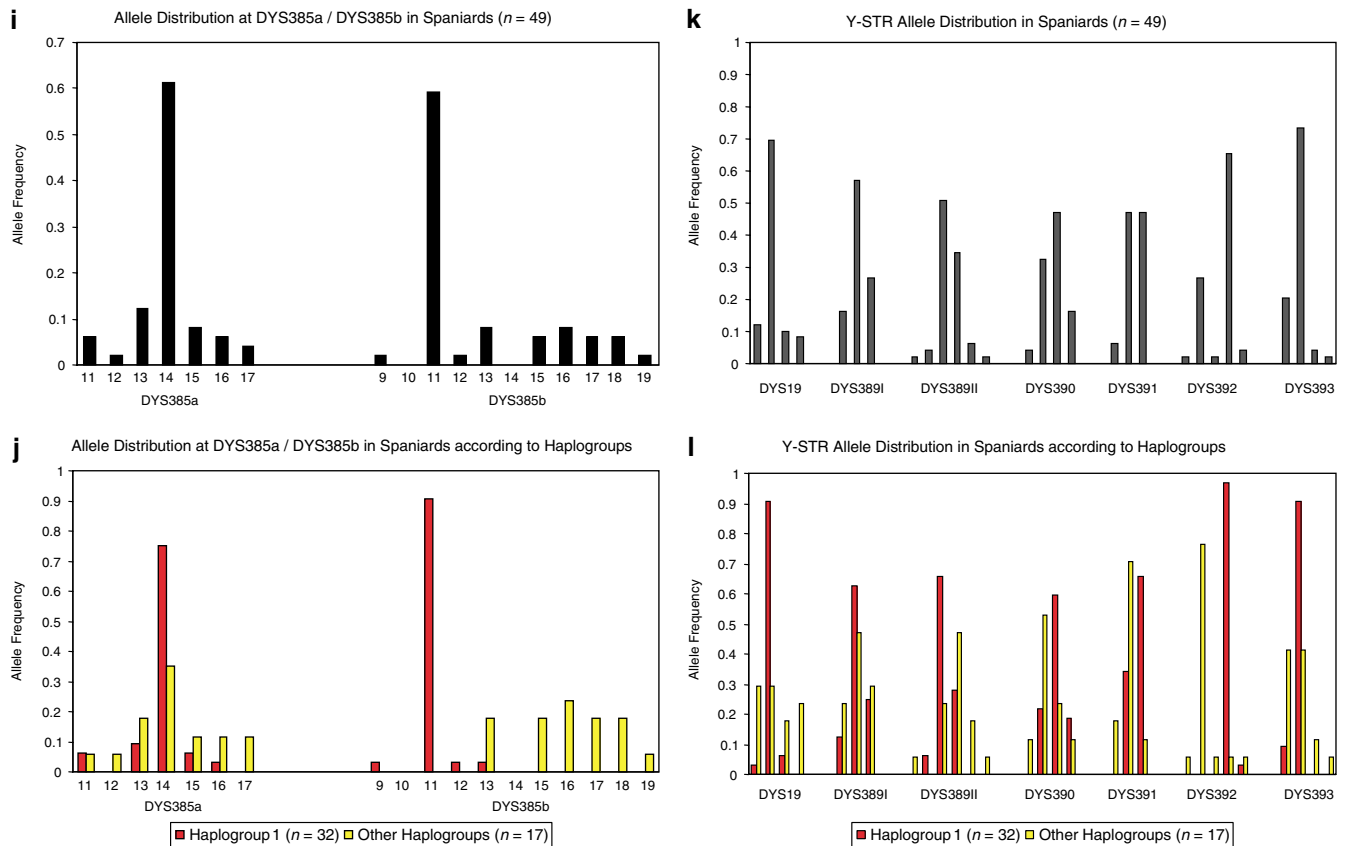 i
Allele Distribution at DYS385a / DYS385b in Spaniards (n = 49)
0.7
0.6
0.5
0.4
0.3
0.2
0.1
0
Allele Frequency
11 12 13 14 15 16 17 9 10 11 12 13 14 15 16 17 18 19
DYS385a DYS385b
k
Y-STR Allele Distribution in Spaniards (n = 49)
1
0.9
0.8
0.7
0.6
0.5
0.4
0.3
0.2
0.1
0
Allele Frequency
DYS19 DYS389I DYS389II DYS390 DYS391 DYS392 DYS393
j
Allele Distribution at DYS385a / DYS385b in Spaniards according to Haplogroups
1
0.9
0.8
0.7
0.6
0.5
0.4
0.3
0.2
0.1
0
Allele Frequency
11 12 13 14 15 16 17 9 10 11 12 13 14 15 16 17 18 19
DYS385a DYS385b
Haplogroup 1 (n = 32) Other Haplogroups (n = 17)
l
Y-STR Allele Distribution in Spaniards according to Haplogroups
1
0.9
0.8
0.7
0.6
0.5
0.4
0.3
0.2
0.1
0
Allele Frequency
DYS19 DYS389I DYS389II DYS390 DYS391 DYS392 DYS393
Haplogroup 1 (n = 32) Other Haplogroups (n = 17)